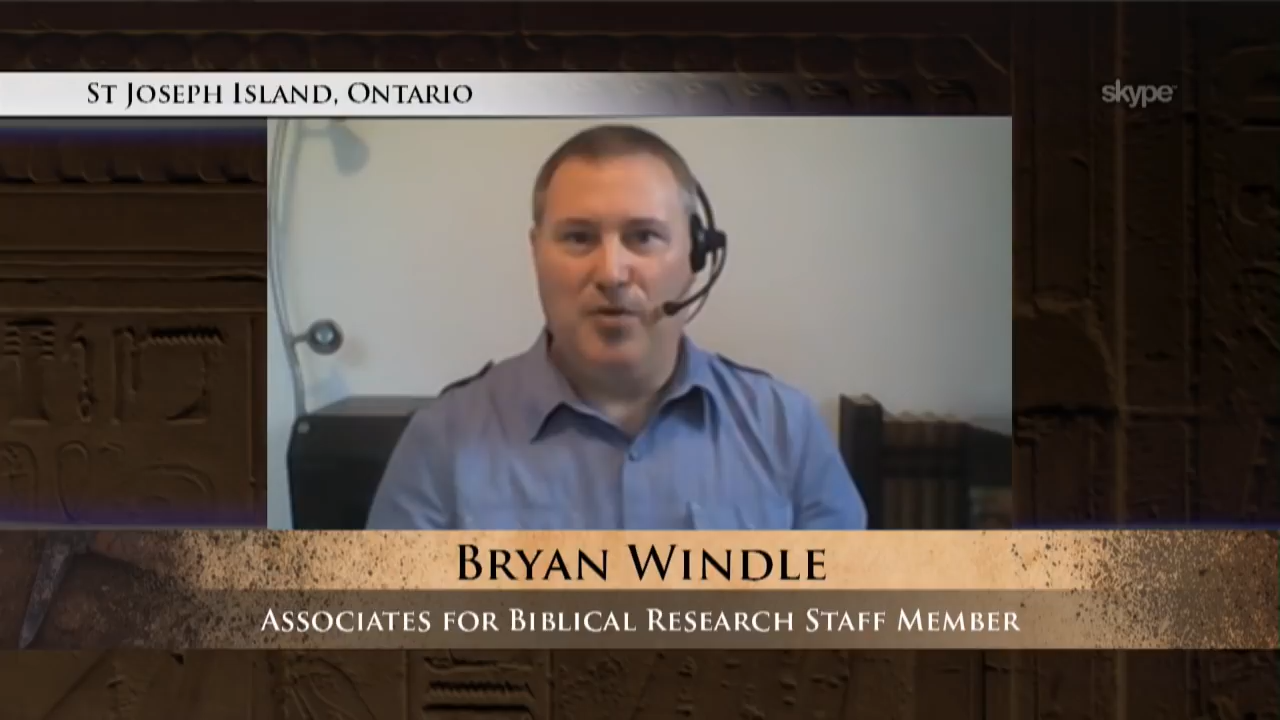 St Joseph Island, Ontario
skype
Bryan Windle
Associates for Biblical Research Staff Member